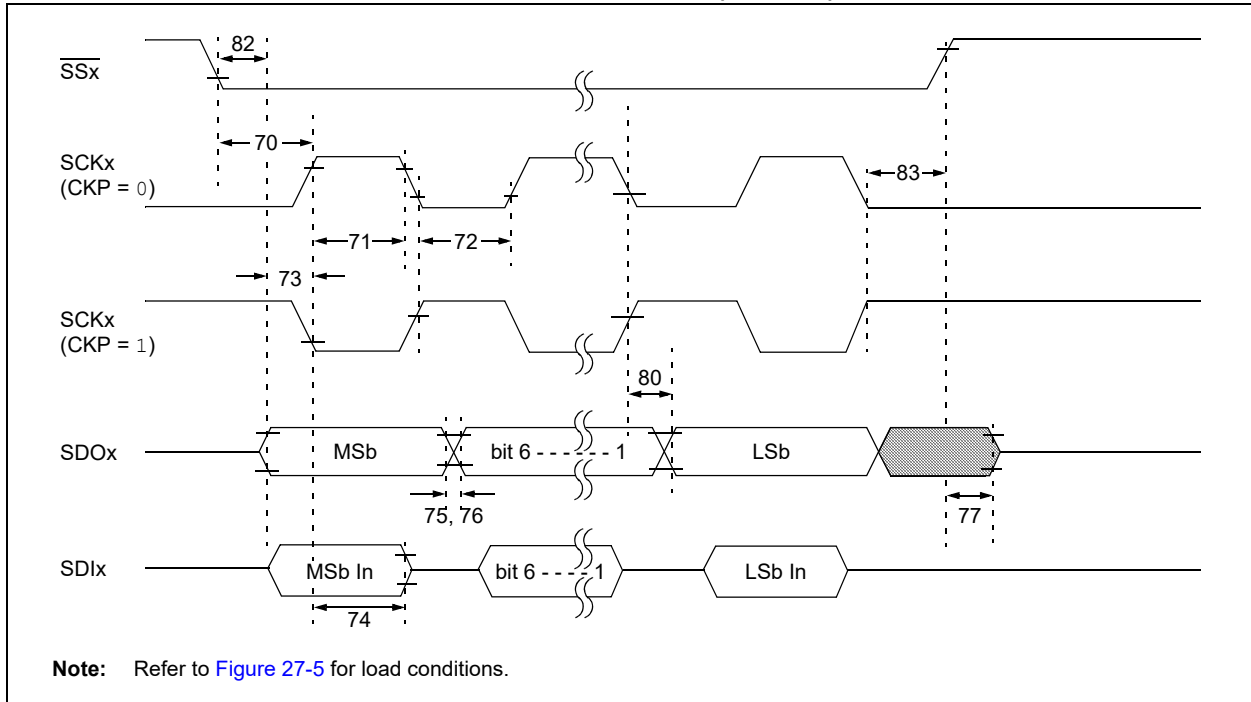 82
SSx
70
SCKx
(CKP = 0)
83
71
72
73
SCKx
(CKP = 1)
80
SDOx
MSb
bit 6 - - - - - - 1
LSb
75, 76
77
SDIx
MSb In
bit 6 - - - - 1
LSb In
74
Note: Refer to Figure 27-5 for load conditions.